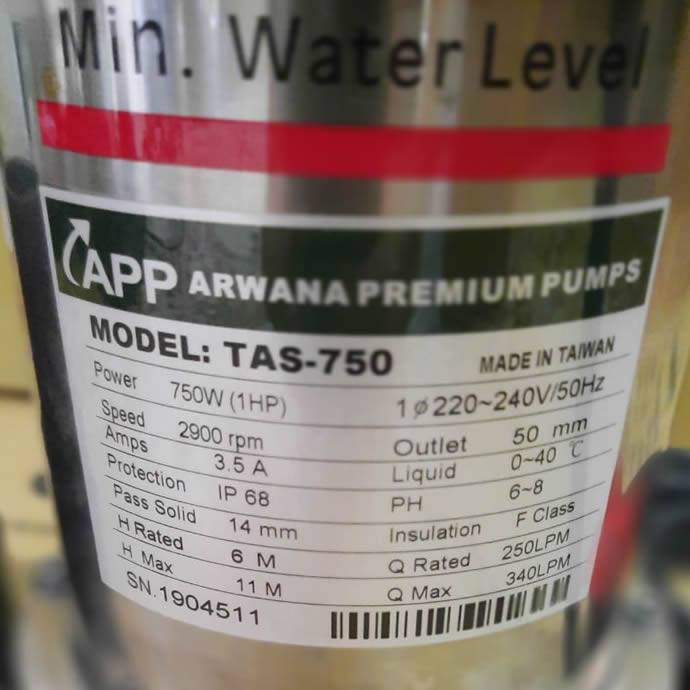 Min. Water Level
APP ARWANA PREMIUM PUMPS
MODEL: TAS-750 MADE IN TAIWAN
Power 750W (1HP) 1ø220~240V/50Hz
Speed 2900 rpm Outlet 50 mm
Amps 3.5 A Liquid 0~40 ℃
Protection IP 68 PH 6~8
Pass Solid 14 mm Insulation F Class
H Rated 6 M Q Rated 250LPM
H Max 11 M Q Max 340LPM
SN.1904511